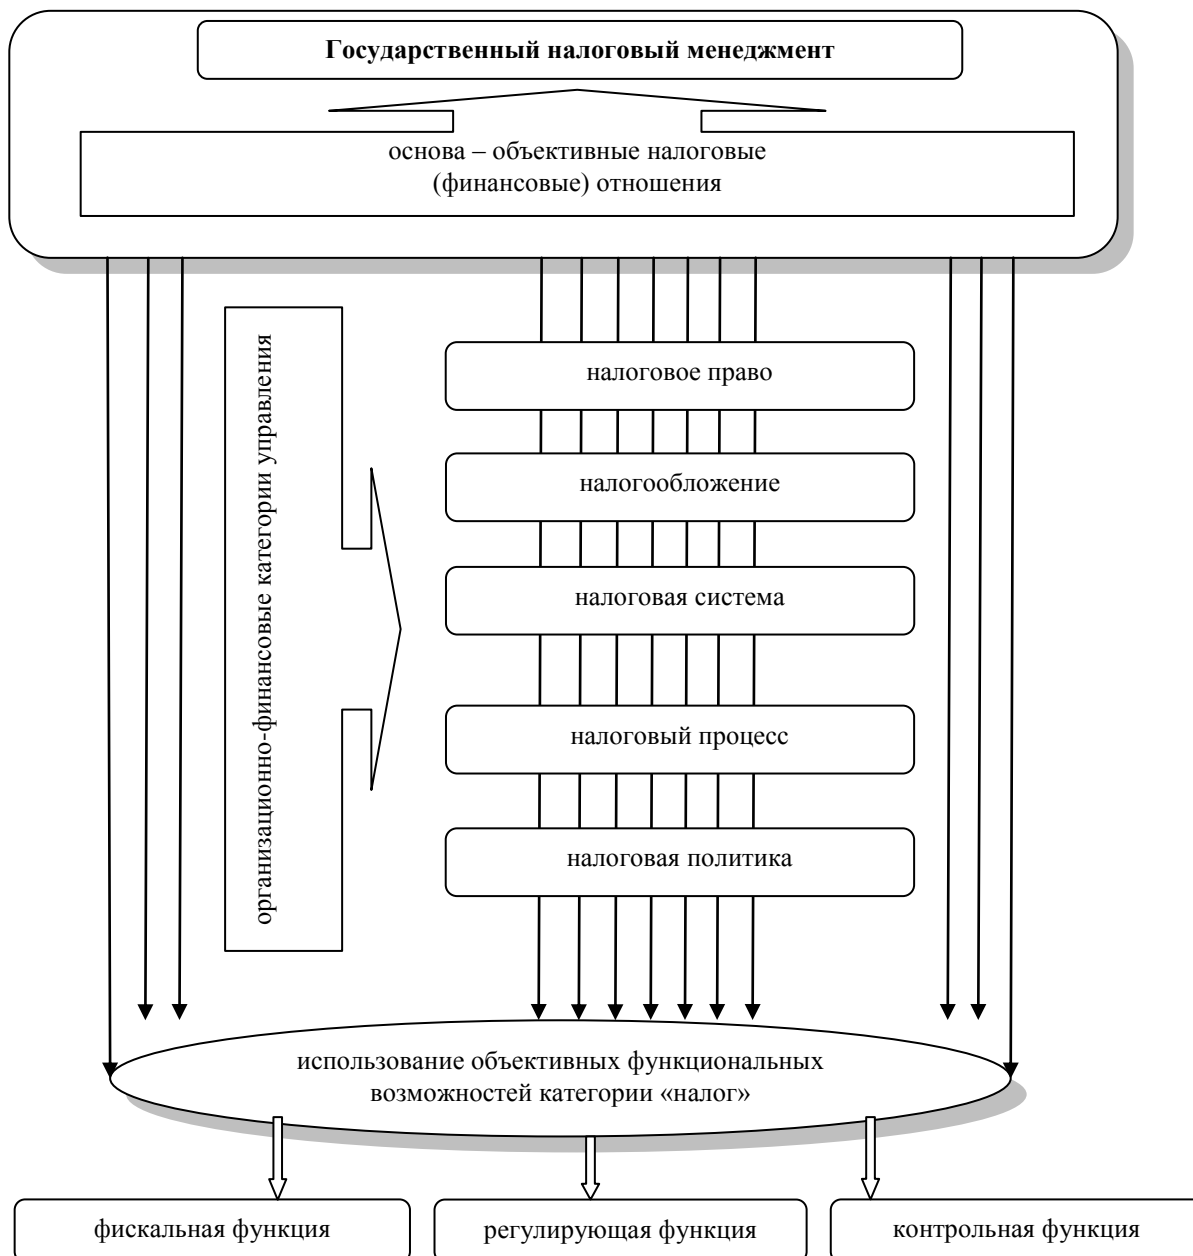 Государственный налоговый менеджмент
основа – объективные налоговые
(финансовые) отношения
организационно-финансовые категории управления
налоговое право
налогообложение
налоговая система
налоговый процесс
налоговая политика
использование объективных функциональных
возможностей категории «налог»
фискальная функция
регулирующая функция
контрольная функция